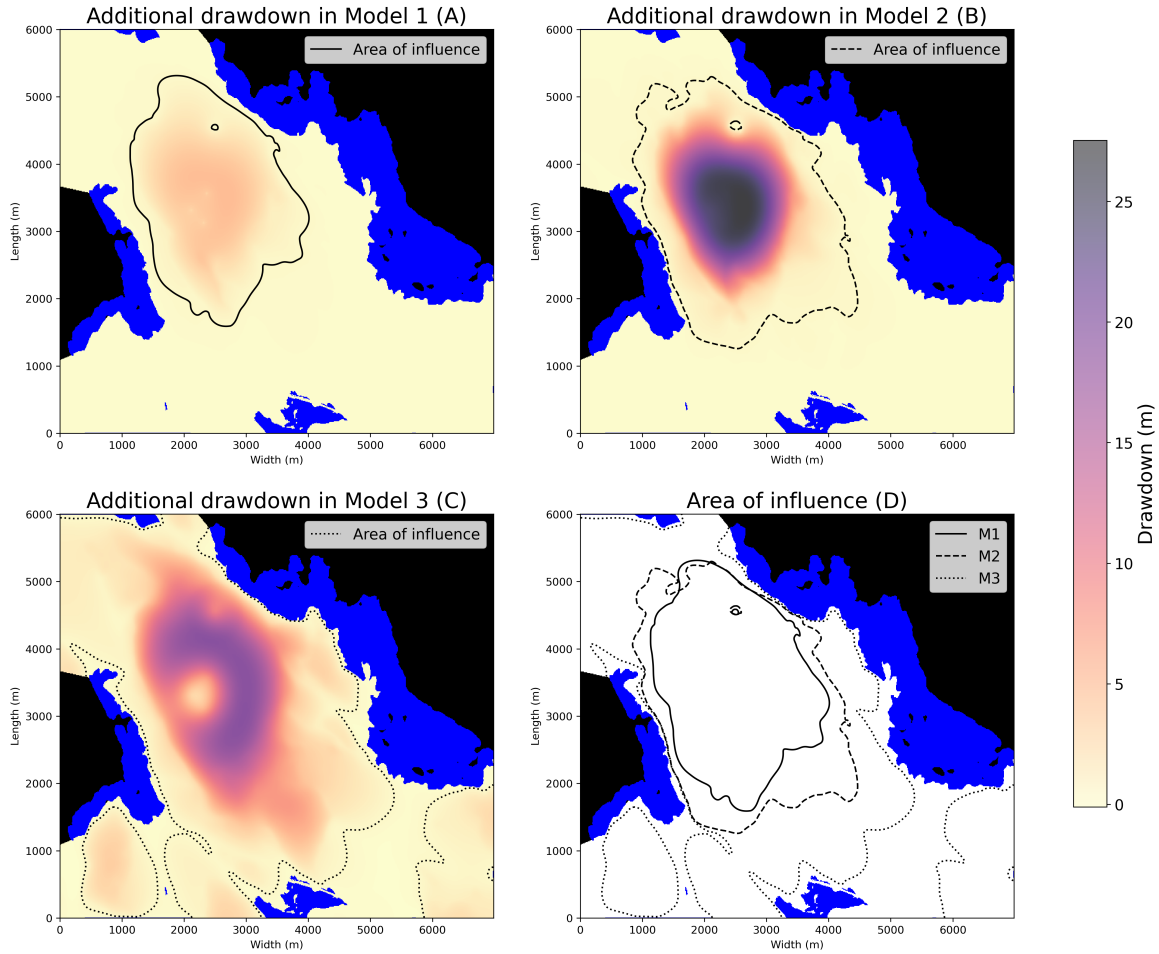 Additional drawdown in Model 1 (A)
Area of influence
6000
5000
4000
3000
2000
1000
0
Length (m)
0 1000 2000 3000 4000 5000 6000
Width (m)
Additional drawdown in Model 2 (B)
Area of influence
6000
5000
4000
3000
2000
1000
0
Length (m)
0 1000 2000 3000 4000 5000 6000
Width (m)
Additional drawdown in Model 3 (C)
Area of influence
6000
5000
4000
3000
2000
1000
0
Length (m)
0 1000 2000 3000 4000 5000 6000
Width (m)
Area of influence (D)
M1
M2
M3
6000
5000
4000
3000
2000
1000
0
Length (m)
0 1000 2000 3000 4000 5000 6000
Width (m)
25
20
15
10
5
0
Drawdown (m)